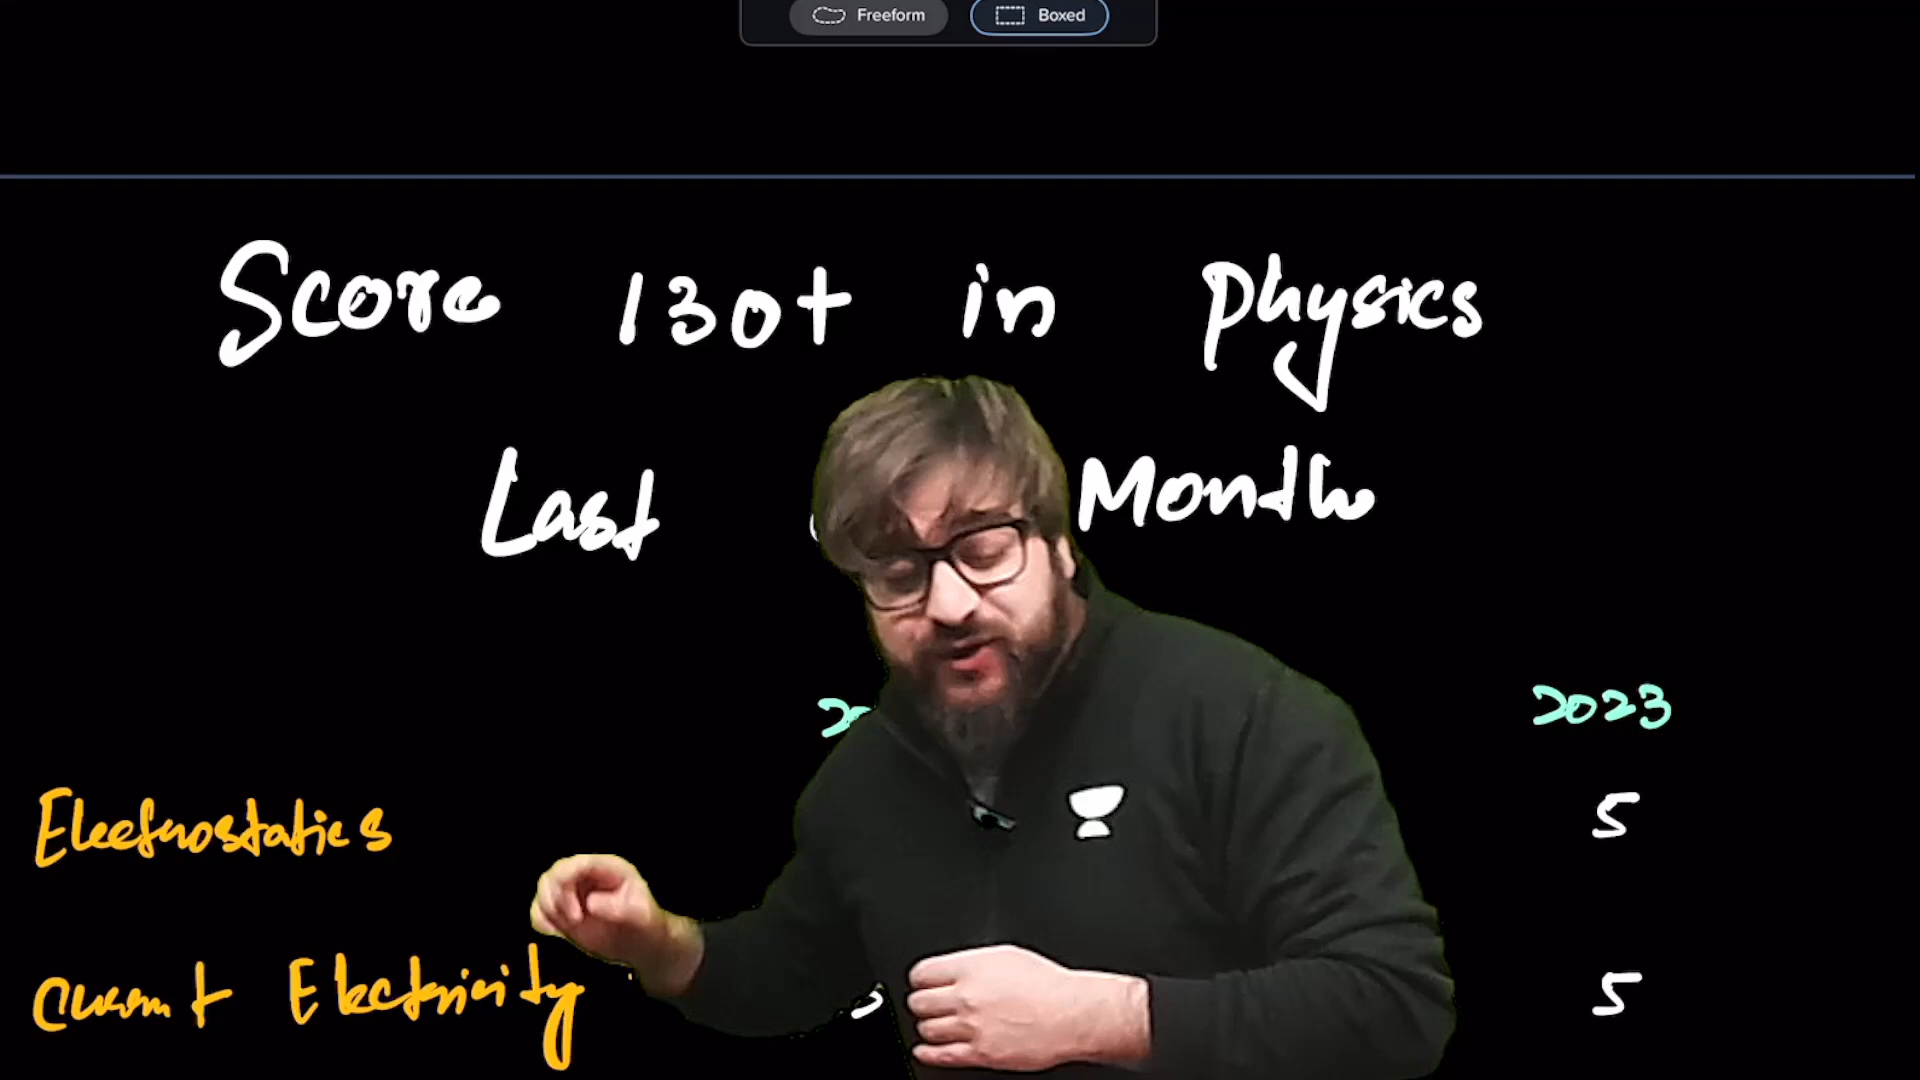 Freeform Boxed
Score 130+ in Physics
Last Month
2023
Electrostatics 5
Current Electricity 5